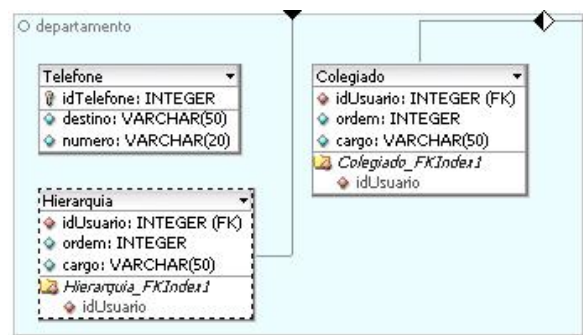 departamento
Telefone
idTelefone: INTEGER
destino: VARCHAR(50)
numero: VARCHAR(20)
Colegiado
idUsuario: INTEGER (FK)
ordem: INTEGER
cargo: VARCHAR(50)
Colegiado_FKIndex1
idUsuario
Hierarquia
idUsuario: INTEGER (FK)
ordem: INTEGER
cargo: VARCHAR(50)
Hierarquia_FKIndex1
idUsuario